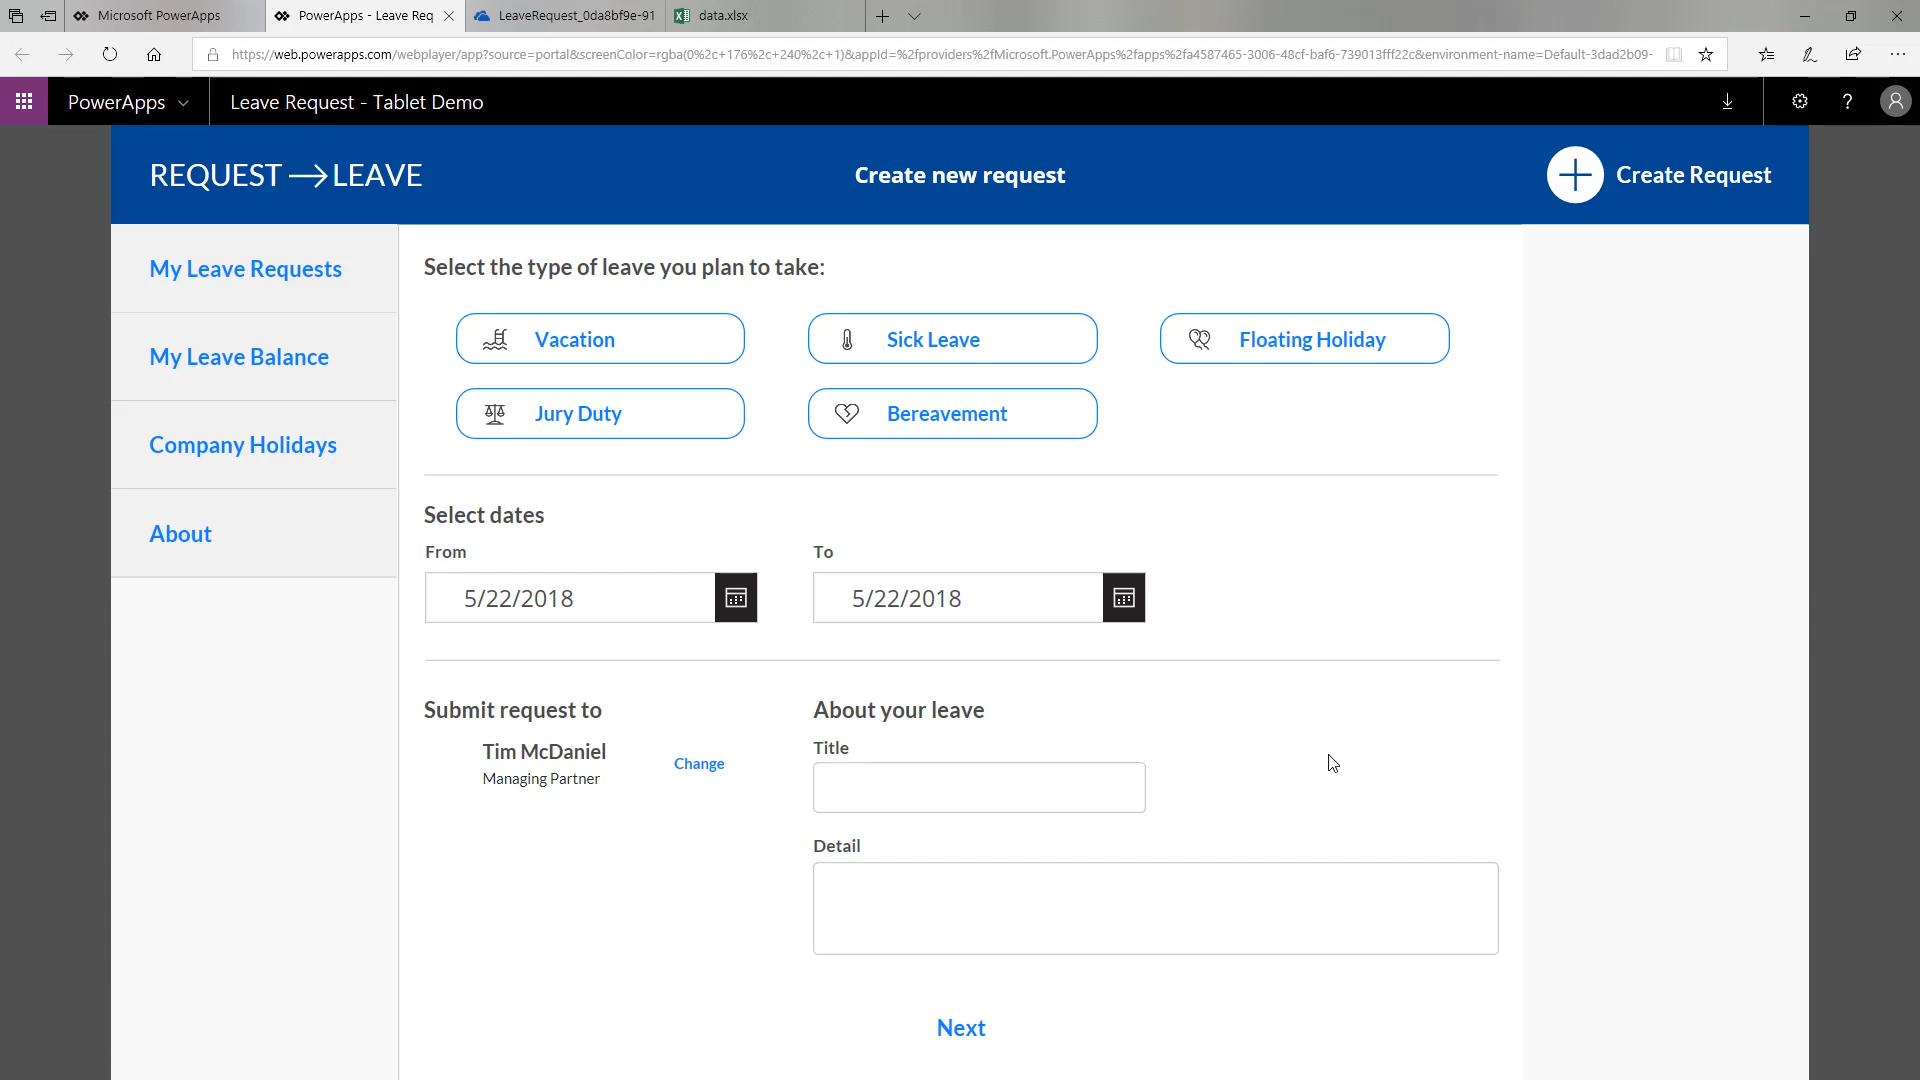 Microsoft PowerApps
PowerApps - Leave Req
LeaveRequest_0da8bf9e-91
data.xlsx
https://web.powerapps.com/webplayer/app?source=portal&screenColor=rgba(0%2c+176%2c+240%2c+1)&appId=%2fproviders%2fMicrosoft.PowerApps%2fapps%2fa4587465-3006-48cf-baf6-739013fff22c&environment-name=Default-3dad2b09-
PowerApps
Leave Request - Tablet Demo
?
REQUEST → LEAVE
Create new request
Create Request
My Leave Requests
My Leave Balance
Company Holidays
About
Select the type of leave you plan to take:
Vacation
Sick Leave
Floating Holiday
Jury Duty
Bereavement
Select dates
From
To
5/22/2018
5/22/2018
Submit request to
Tim McDaniel
Managing Partner
Change
About your leave
Title
Detail
Next